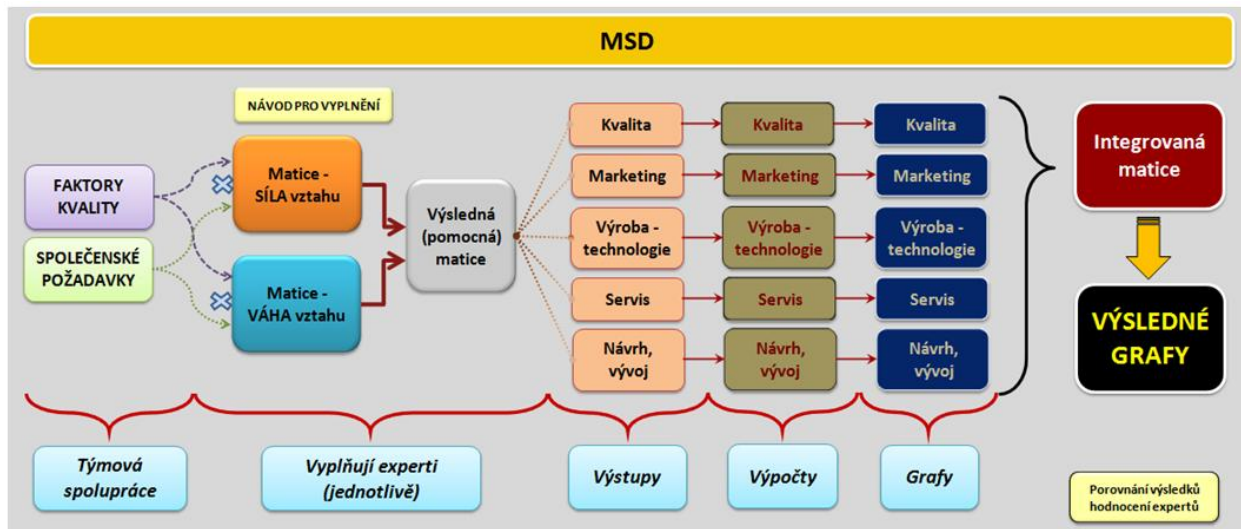 MSD
NÁVOD PRO VYPLNĚNÍ
FAKTORY
KVALITY
SPOLEČENSKÉ
POŽADAVKY
Matice -
SÍLA vztahu
Matice -
VÁHA vztahu
Výsledná
(pomocná)
matice
Kvalita
Marketing
Výroba -
technologie
Servis
Návrh,
vývoj
Kvalita
Marketing
Výroba -
technologie
Servis
Návrh,
vývoj
Kvalita
Marketing
Výroba -
technologie
Servis
Návrh,
vývoj
Integrovaná
matice
VÝSLEDNÉ
GRAFY
Týmová
spolupráce
Vyplňují experti
(jednotlivě)
Výstupy
Výpočty
Grafy
Porovnání výsledků
hodnocení expertů